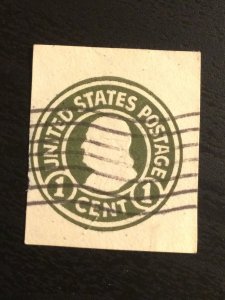 UNITED STATES POSTAGE
1 CENT 1